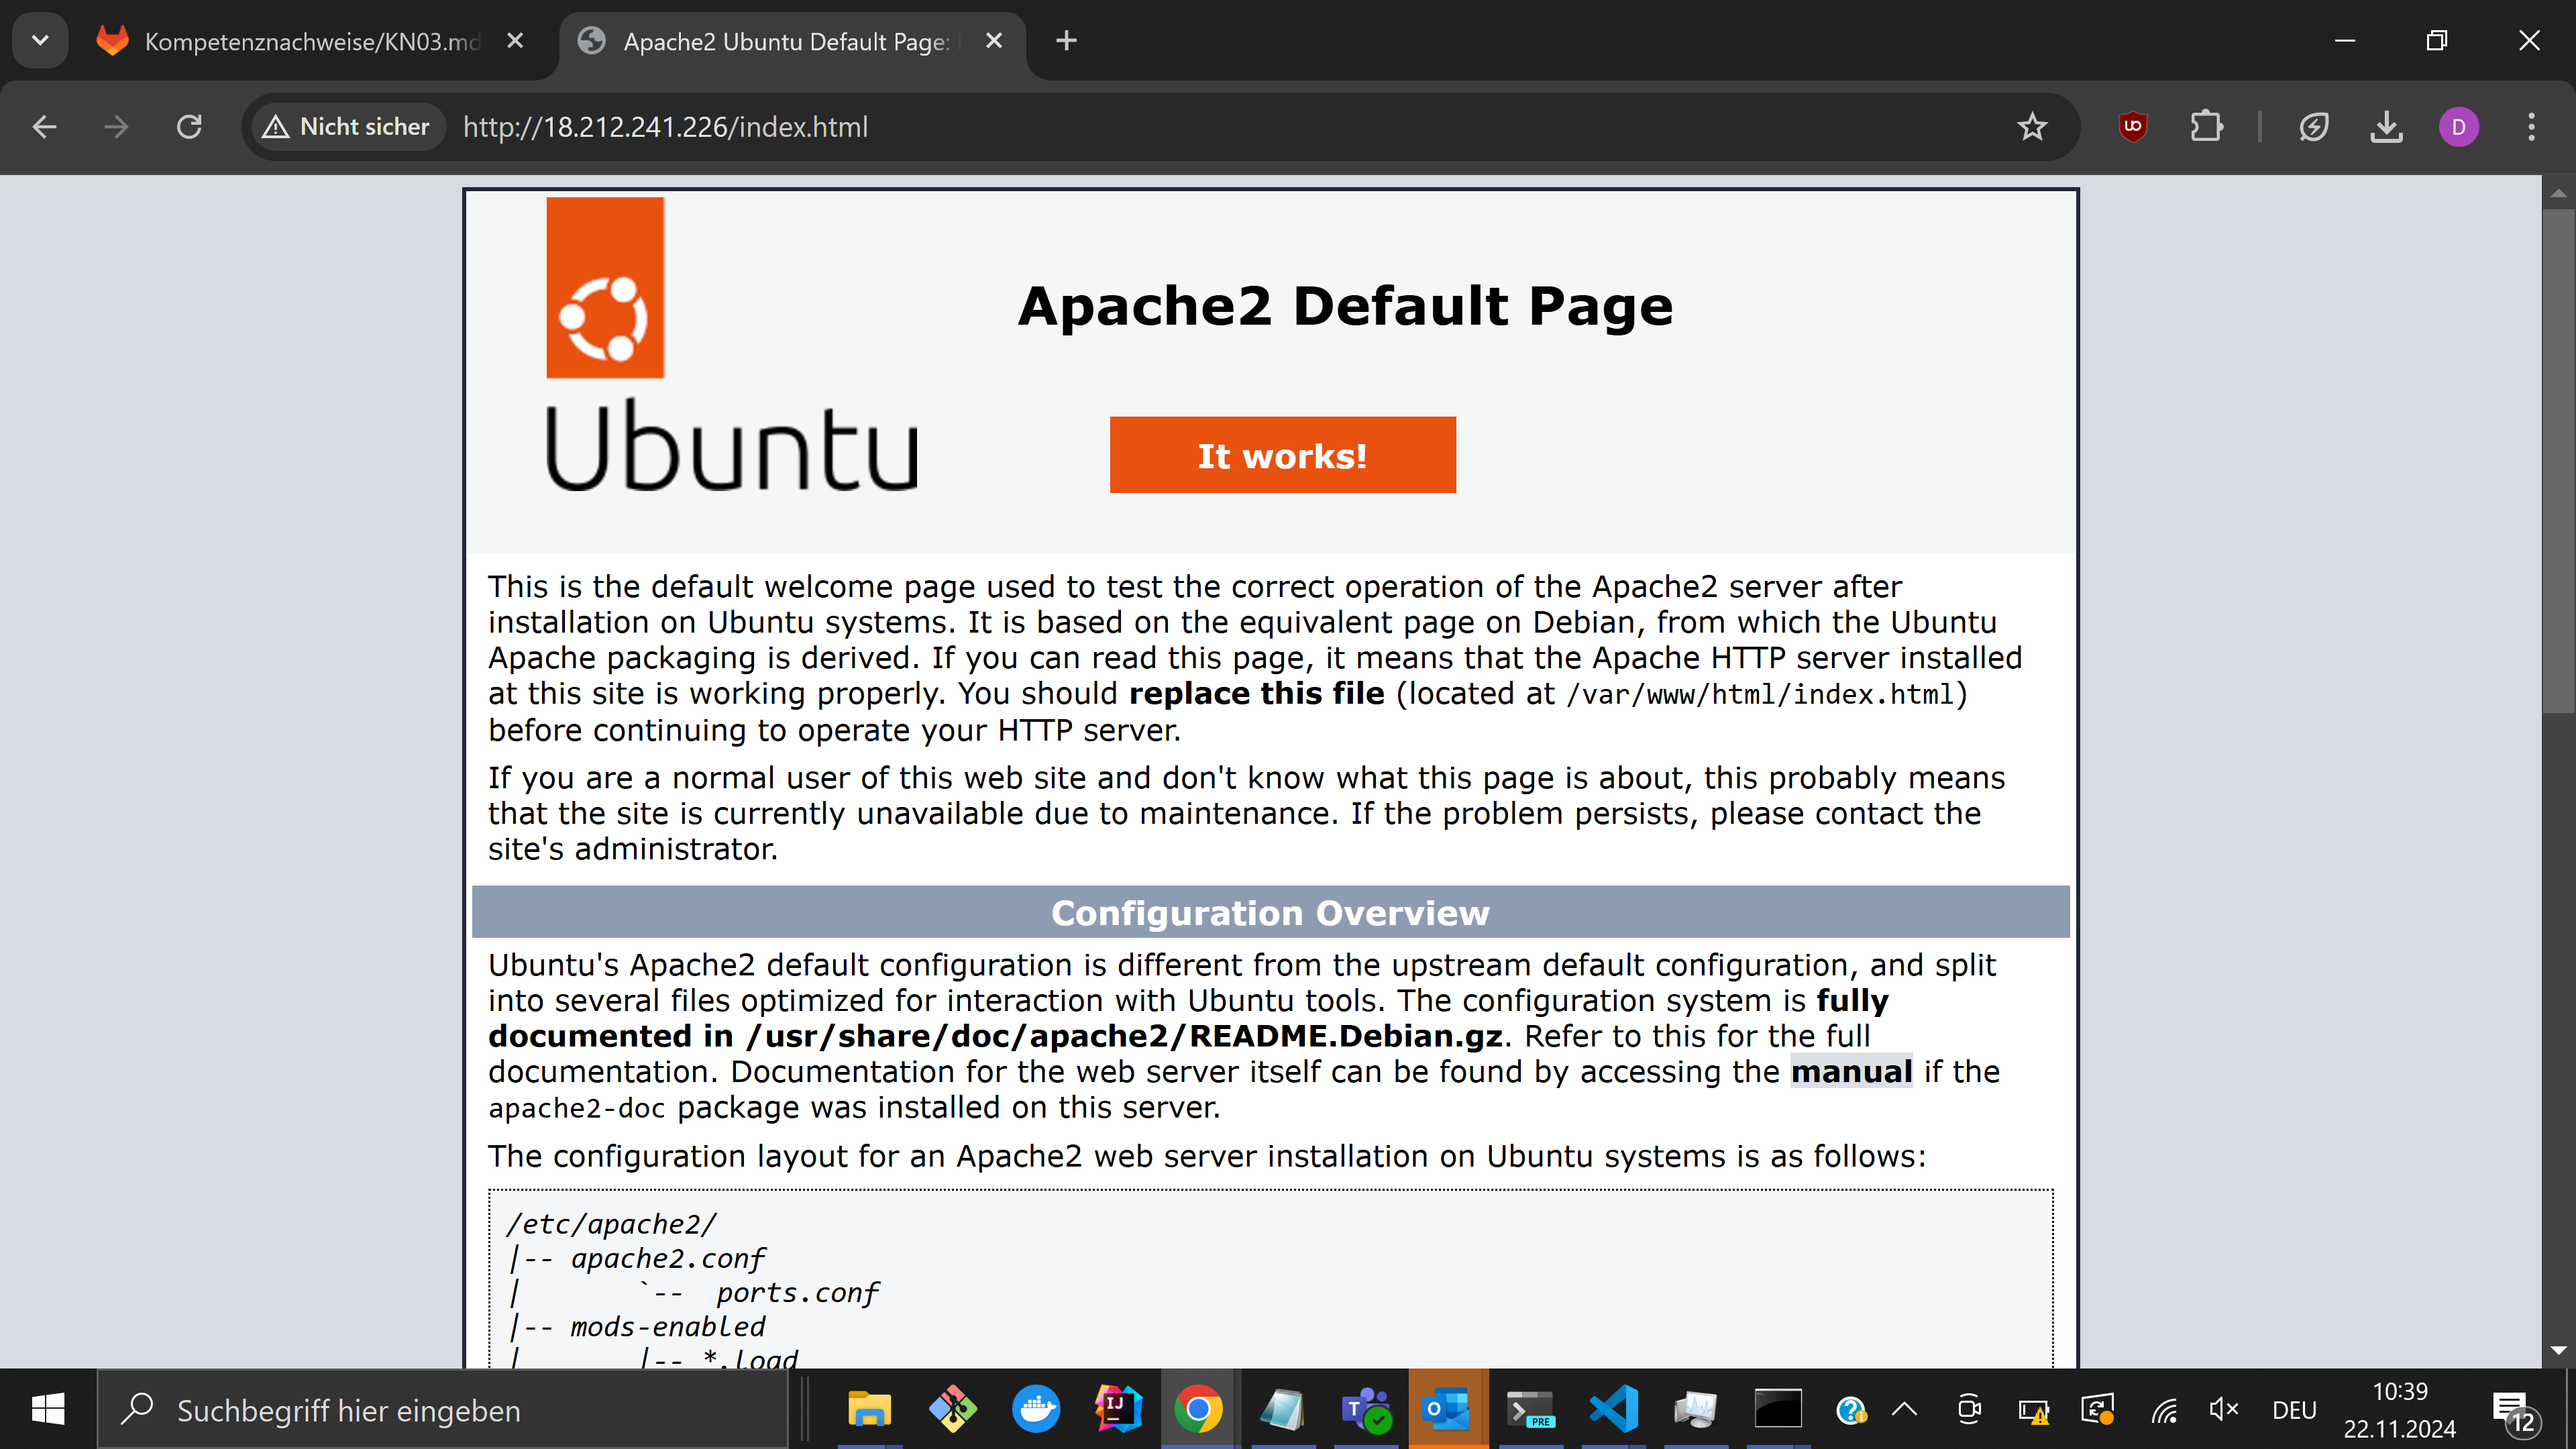 Kompetenznachweise/KN03.md
Apache2 Ubuntu Default Page:
Nicht sicher
http://18.212.241.226/index.html
UO
D
Ubuntu
Apache2 Default Page
It works!
This is the default welcome page used to test the correct operation of the Apache2 server after
installation on Ubuntu systems. It is based on the equivalent page on Debian, from which the Ubuntu
Apache packaging is derived. If you can read this page, it means that the Apache HTTP server installed
at this site is working properly. You should replace this file (located at /var/www/html/index.html)
before continuing to operate your HTTP server.
If you are a normal user of this web site and don't know what this page is about, this probably means
that the site is currently unavailable due to maintenance. If the problem persists, please contact the
site's administrator.
Configuration Overview
Ubuntu's Apache2 default configuration is different from the upstream default configuration, and split
into several files optimized for interaction with Ubuntu tools. The configuration system is fully
documented in /usr/share/doc/apache2/README.Debian.gz. Refer to this for the full
documentation. Documentation for the web server itself can be found by accessing the manual if the
apache2-doc package was installed on this server.
The configuration layout for an Apache2 web server installation on Ubuntu systems is as follows:
/etc/apache2/
|-- apache2.conf
|       `--  ports.conf
|-- mods-enabled
|       |-- *.load
Suchbegriff hier eingeben
IJ
T
O
PRE
DEU
10:39
22.11.2024
12